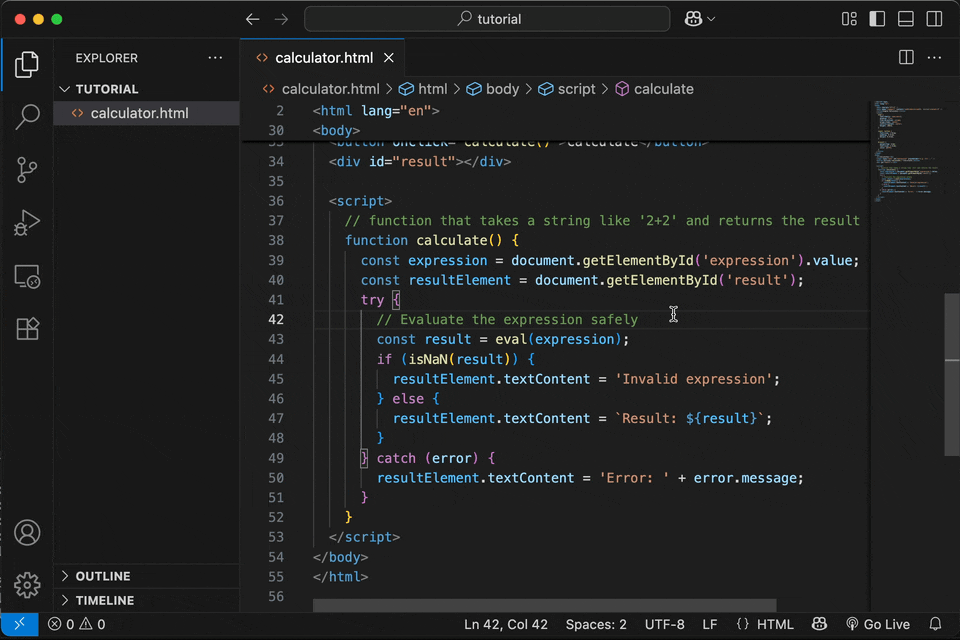 tutorial
EXPLORER
TUTORIAL
calculator.html
OUTLINE
TIMELINE
calculator.html
calculator.html > html > body > script > calculate
2 <html lang="en">
30 <body>
34 <div id="result"></div>
35
36 <script>
37 // function that takes a string like '2+2' and returns the result
38 function calculate() {
39 const expression = document.getElementById('expression').value;
40 const resultElement = document.getElementById('result');
41 try {
42 // Evaluate the expression safely
43 const result = eval(expression);
44 if (isNaN(result)) {
45 resultElement.textContent = 'Invalid expression';
46 } else {
47 resultElement.textContent = `Result: ${result}`;
48 }
49 } catch (error) {
50 resultElement.textContent = 'Error: ' + error.message;
51 }
52 }
53 </script>
54 </body>
55 </html>
56
0 0 Ln 42, Col 42 Spaces: 2 UTF-8 LF {} HTML Go Live